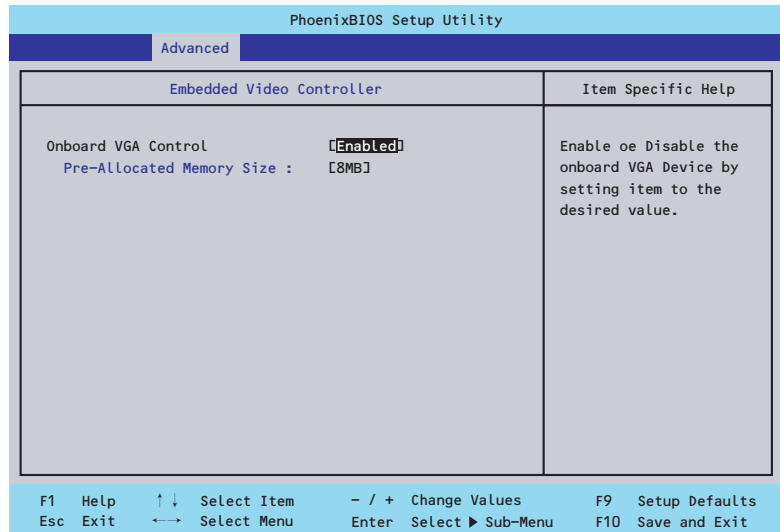 PhoenixBIOS Setup Utility
Advanced
Embedded Video Controller
Item Specific Help
Onboard VGA Control [Enabled]
Pre-Allocated Memory Size : [8MB]
Enable oe Disable the
onboard VGA Device by
setting item to the
desired value.
F1 Help ↑↓ Select Item - / + Change Values F9 Setup Defaults
Esc Exit ←→ Select Menu Enter Select ▶ Sub-Menu F10 Save and Exit